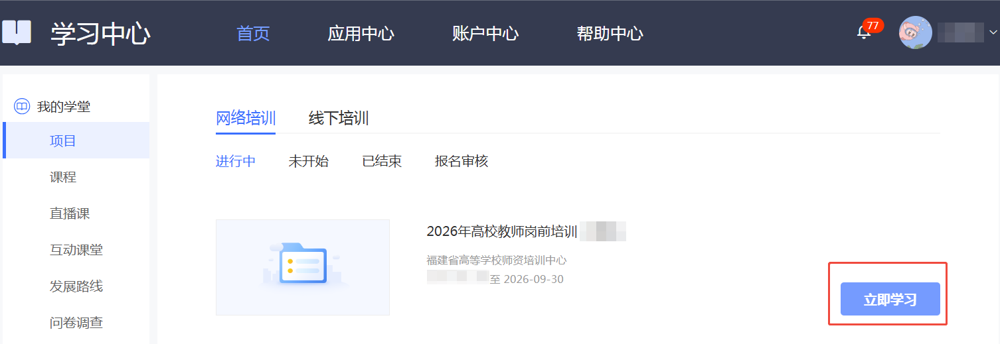 学习中心 首页 应用中心 账户中心 帮助中心 77
我的学堂
项目
课程
直播课
互动课堂
发展路线
问卷调查
网络培训 线下培训
进行中 未开始 已结束 报名审核
2026年高校教师岗前培训
福建省高等学校师资培训中心
至 2026-09-30
立即学习